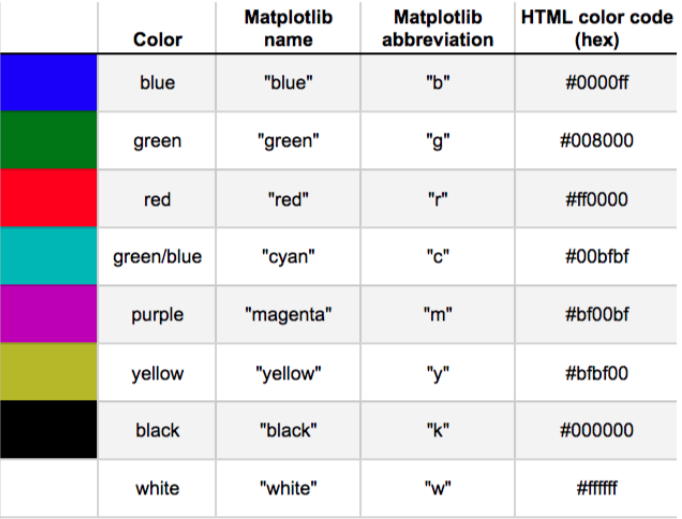 Color Matplotlib name Matplotlib abbreviation HTML color code (hex)
blue "blue" "b" #0000ff
green "green" "g" #008000
red "red" "r" #ff0000
green/blue "cyan" "c" #00bfbf
purple "magenta" "m" #bf00bf
yellow "yellow" "y" #bfbf00
black "black" "k" #000000
white "white" "w" #ffffff